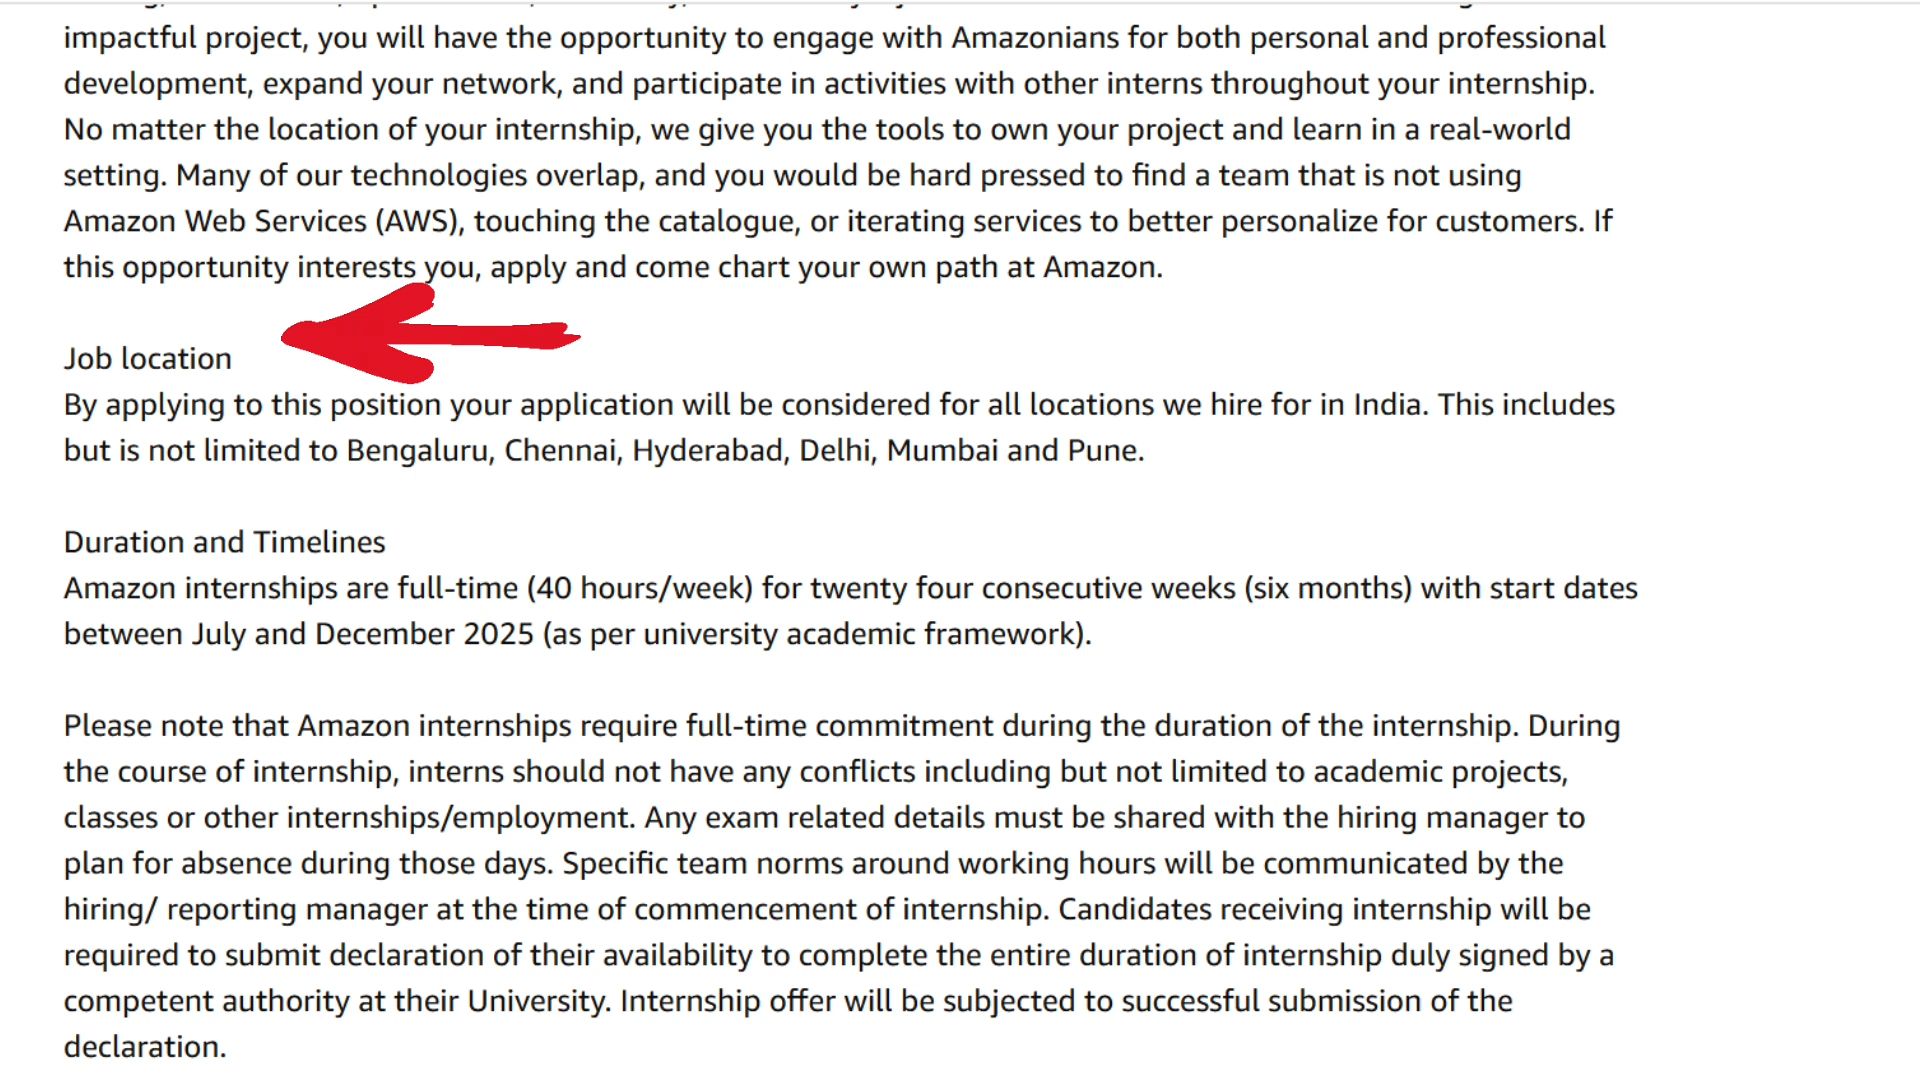 impactful project, you will have the opportunity to engage with Amazonians for both personal and professional
development, expand your network, and participate in activities with other interns throughout your internship.
No matter the location of your internship, we give you the tools to own your project and learn in a real-world
setting. Many of our technologies overlap, and you would be hard pressed to find a team that is not using
Amazon Web Services (AWS), touching the catalogue, or iterating services to better personalize for customers. If
this opportunity interests you, apply and come chart your own path at Amazon.
Job location
By applying to this position your application will be considered for all locations we hire for in India. This includes
but is not limited to Bengaluru, Chennai, Hyderabad, Delhi, Mumbai and Pune.
Duration and Timelines
Amazon internships are full-time (40 hours/week) for twenty four consecutive weeks (six months) with start dates
between July and December 2025 (as per university academic framework).
Please note that Amazon internships require full-time commitment during the duration of the internship. During
the course of internship, interns should not have any conflicts including but not limited to academic projects,
classes or other internships/employment. Any exam related details must be shared with the hiring manager to
plan for absence during those days. Specific team norms around working hours will be communicated by the
hiring/ reporting manager at the time of commencement of internship. Candidates receiving internship will be
required to submit declaration of their availability to complete the entire duration of internship duly signed by a
competent authority at their University. Internship offer will be subjected to successful submission of the
declaration.